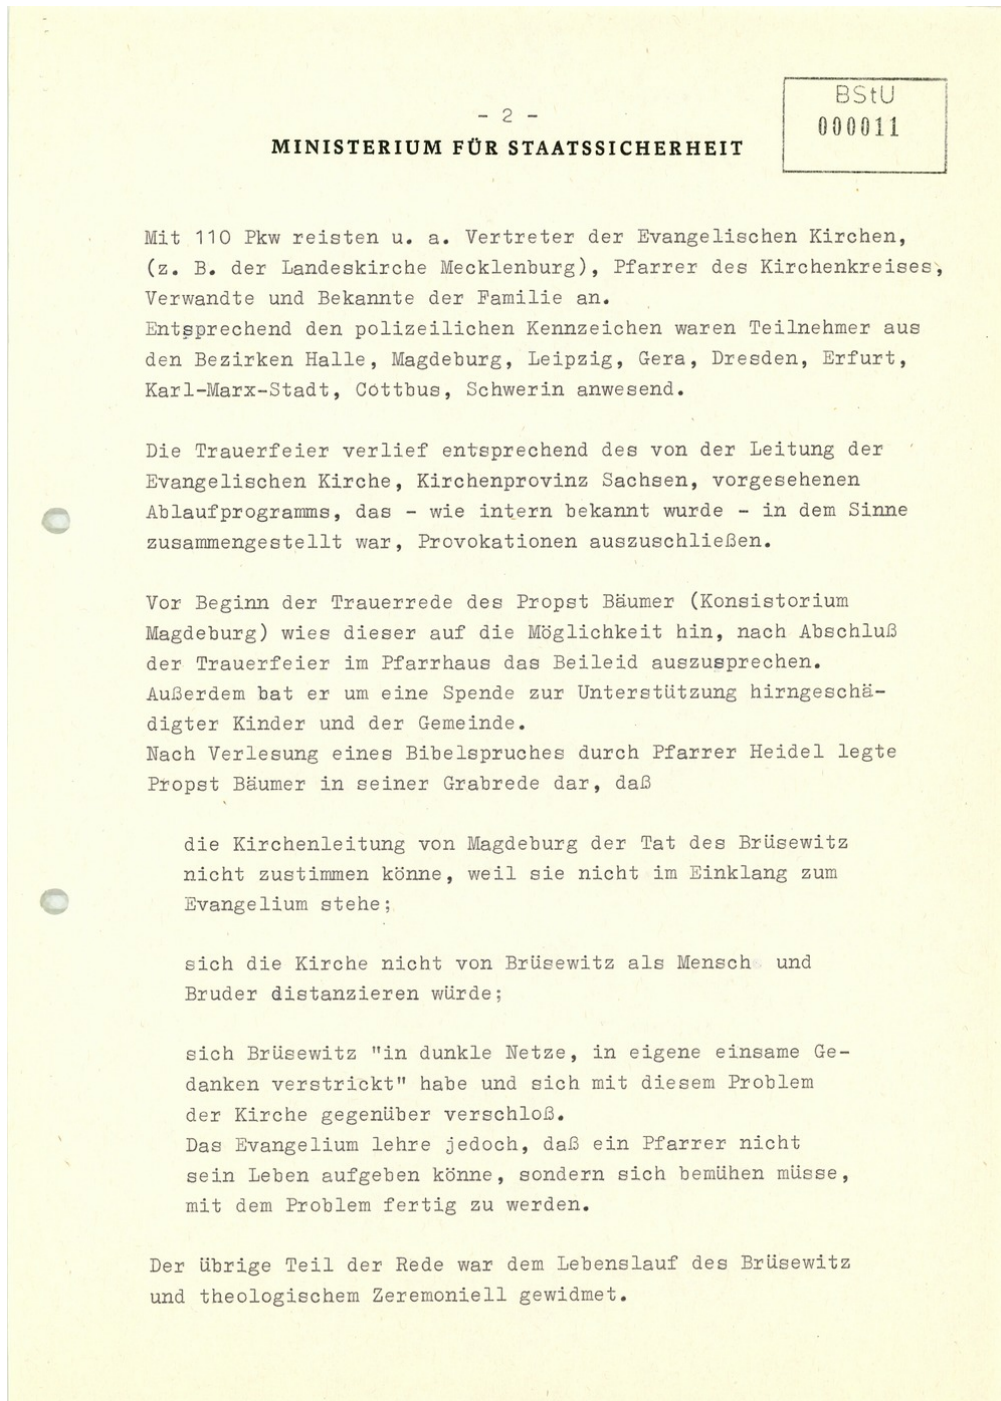 BStU
000011
- 2 -
MINISTERIUM FÜR STAATSSICHERHEIT
Mit 110 Pkw reisten u. a. Vertreter der Evangelischen Kirchen,
(z. B. der Landeskirche Mecklenburg), Pfarrer des Kirchenkreises,
Verwandte und Bekannte der Familie an.
Entsprechend den polizeilichen Kennzeichen waren Teilnehmer aus
den Bezirken Halle, Magdeburg, Leipzig, Gera, Dresden, Erfurt,
Karl-Marx-Stadt, Cottbus, Schwerin anwesend.
Die Trauerfeier verlief entsprechend des von der Leitung der
Evangelischen Kirche, Kirchenprovinz Sachsen, vorgesehenen
Ablaufprogramms, das - wie intern bekannt wurde - in dem Sinne
zusammengestellt war, Provokationen auszuschließen.
Vor Beginn der Trauerrede des Propst Bäumer (Konsistorium
Magdeburg) wies dieser auf die Möglichkeit hin, nach Abschluß
der Trauerfeier im Pfarrhaus das Beileid auszusprechen.
Außerdem bat er um eine Spende zur Unterstützung hirngeschä-
digter Kinder und der Gemeinde.
Nach Verlesung eines Bibelspruches durch Pfarrer Heidel legte
Propst Bäumer in seiner Grabrede dar, daß
die Kirchenleitung von Magdeburg der Tat des Brüsewitz
nicht zustimmen könne, weil sie nicht im Einklang zum
Evangelium stehe;
sich die Kirche nicht von Brüsewitz als Mensch und
Bruder distanzieren würde;
sich Brüsewitz "in dunkle Netze, in eigene einsame Ge-
danken verstrickt" habe und sich mit diesem Problem
der Kirche gegenüber verschloß.
Das Evangelium lehre jedoch, daß ein Pfarrer nicht
sein Leben aufgeben könne, sondern sich bemühen müsse,
mit dem Problem fertig zu werden.
Der übrige Teil der Rede war dem Lebenslauf des Brüsewitz
und theologischem Zeremoniell gewidmet.